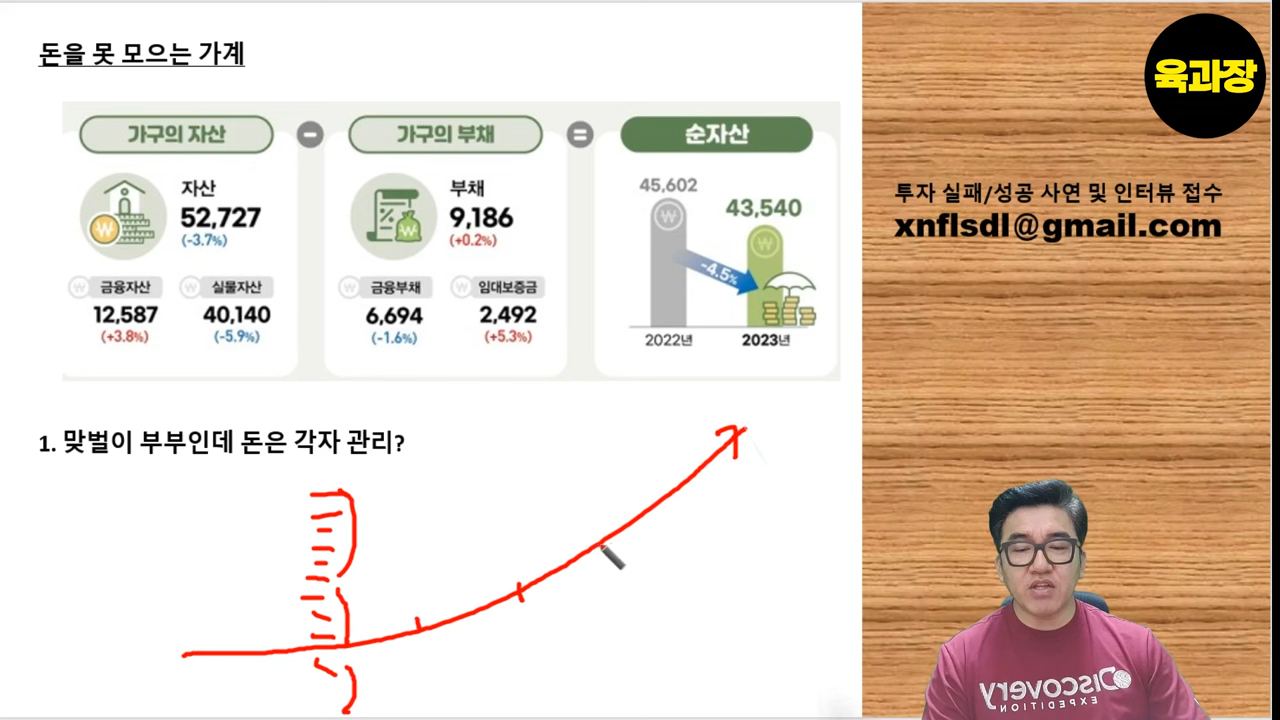 돈을 못 모으는 가계
육과장
가구의 자산 - 가구의 부채 = 순자산
자산
52,727
(-3.7%)
금융자산 실물자산
12,587 40,140
(+3.8%) (-5.9%)
부채
9,186
(+0.2%)
금융부채 임대보증금
6,694 2,492
(-1.6%) (+5.3%)
45,602
43,540
-4.5%
2022년 2023년
투자 실패/성공 사연 및 인터뷰 접수
xnflsdl@gmail.com
1. 맞벌이 부부인데 돈은 각자 관리?
Discovery
EXPEDITION